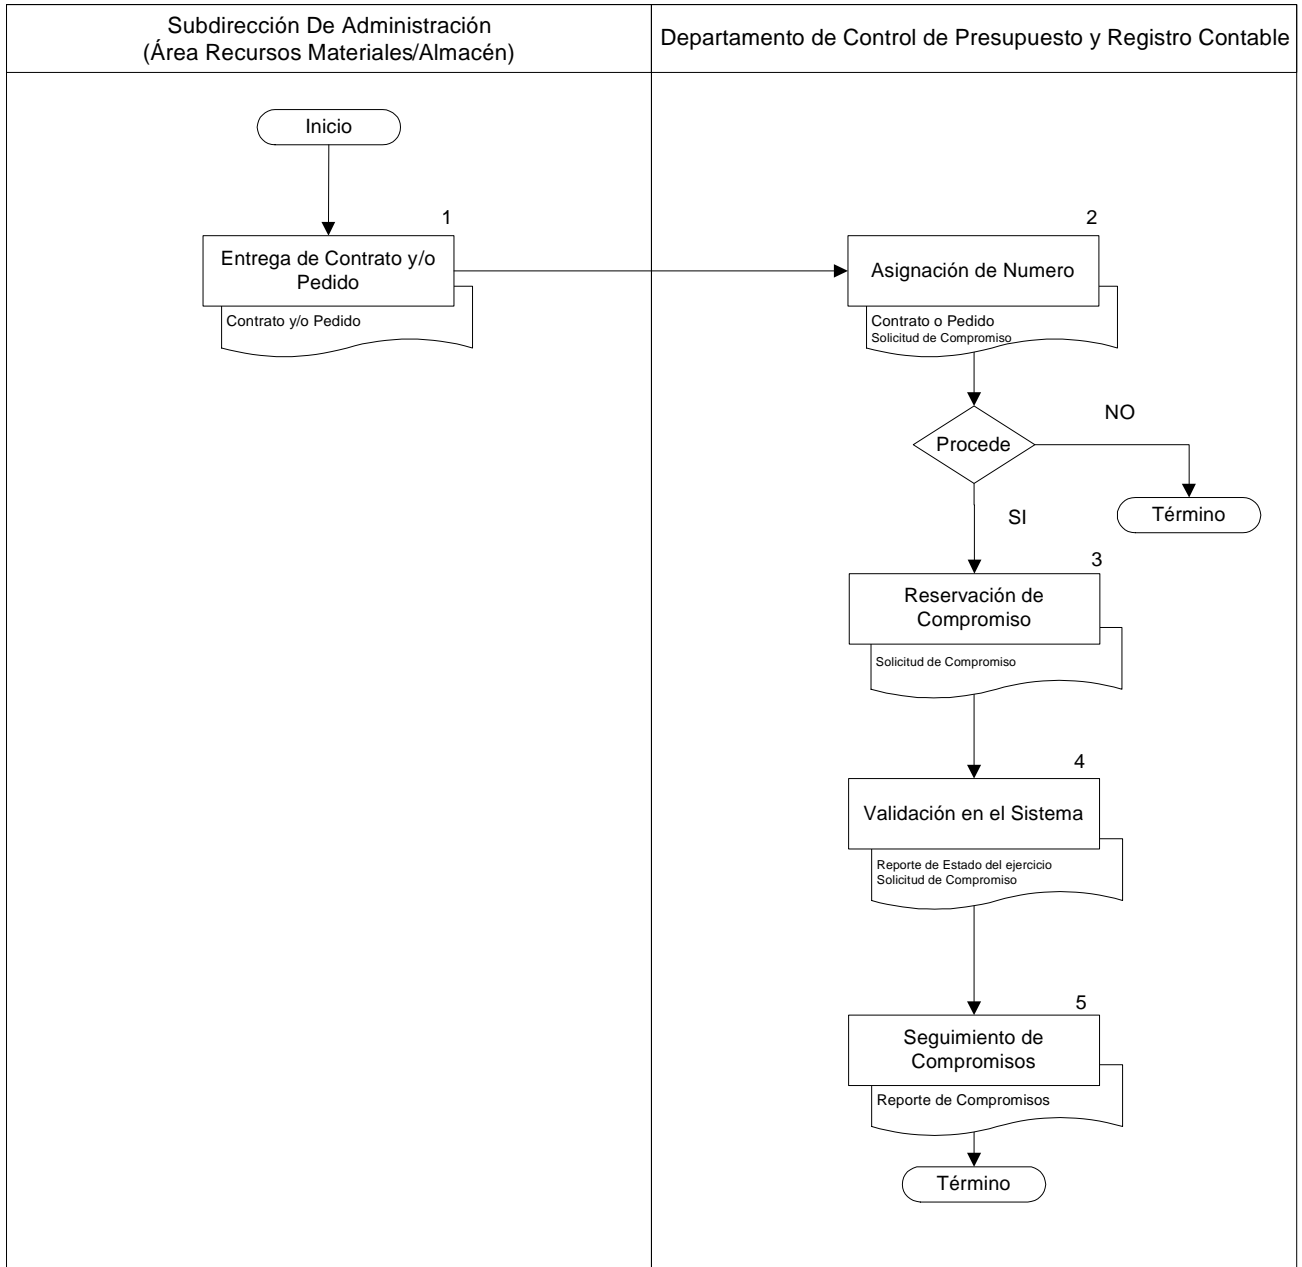 Subdirección De Administración
(Área Recursos Materiales/Almacén)
Departamento de Control de Presupuesto y Registro Contable
Inicio
1
Entrega de Contrato y/o
Pedido
Contrato y/o Pedido
2
Asignación de Numero
Contrato o Pedido
Solicitud de Compromiso
Procede
NO
Término
SI
3
Reservación de
Compromiso
Solicitud de Compromiso
4
Validación en el Sistema
Reporte de Estado del ejercicio
Solicitud de Compromiso
5
Seguimiento de
Compromisos
Reporte de Compromisos
Término